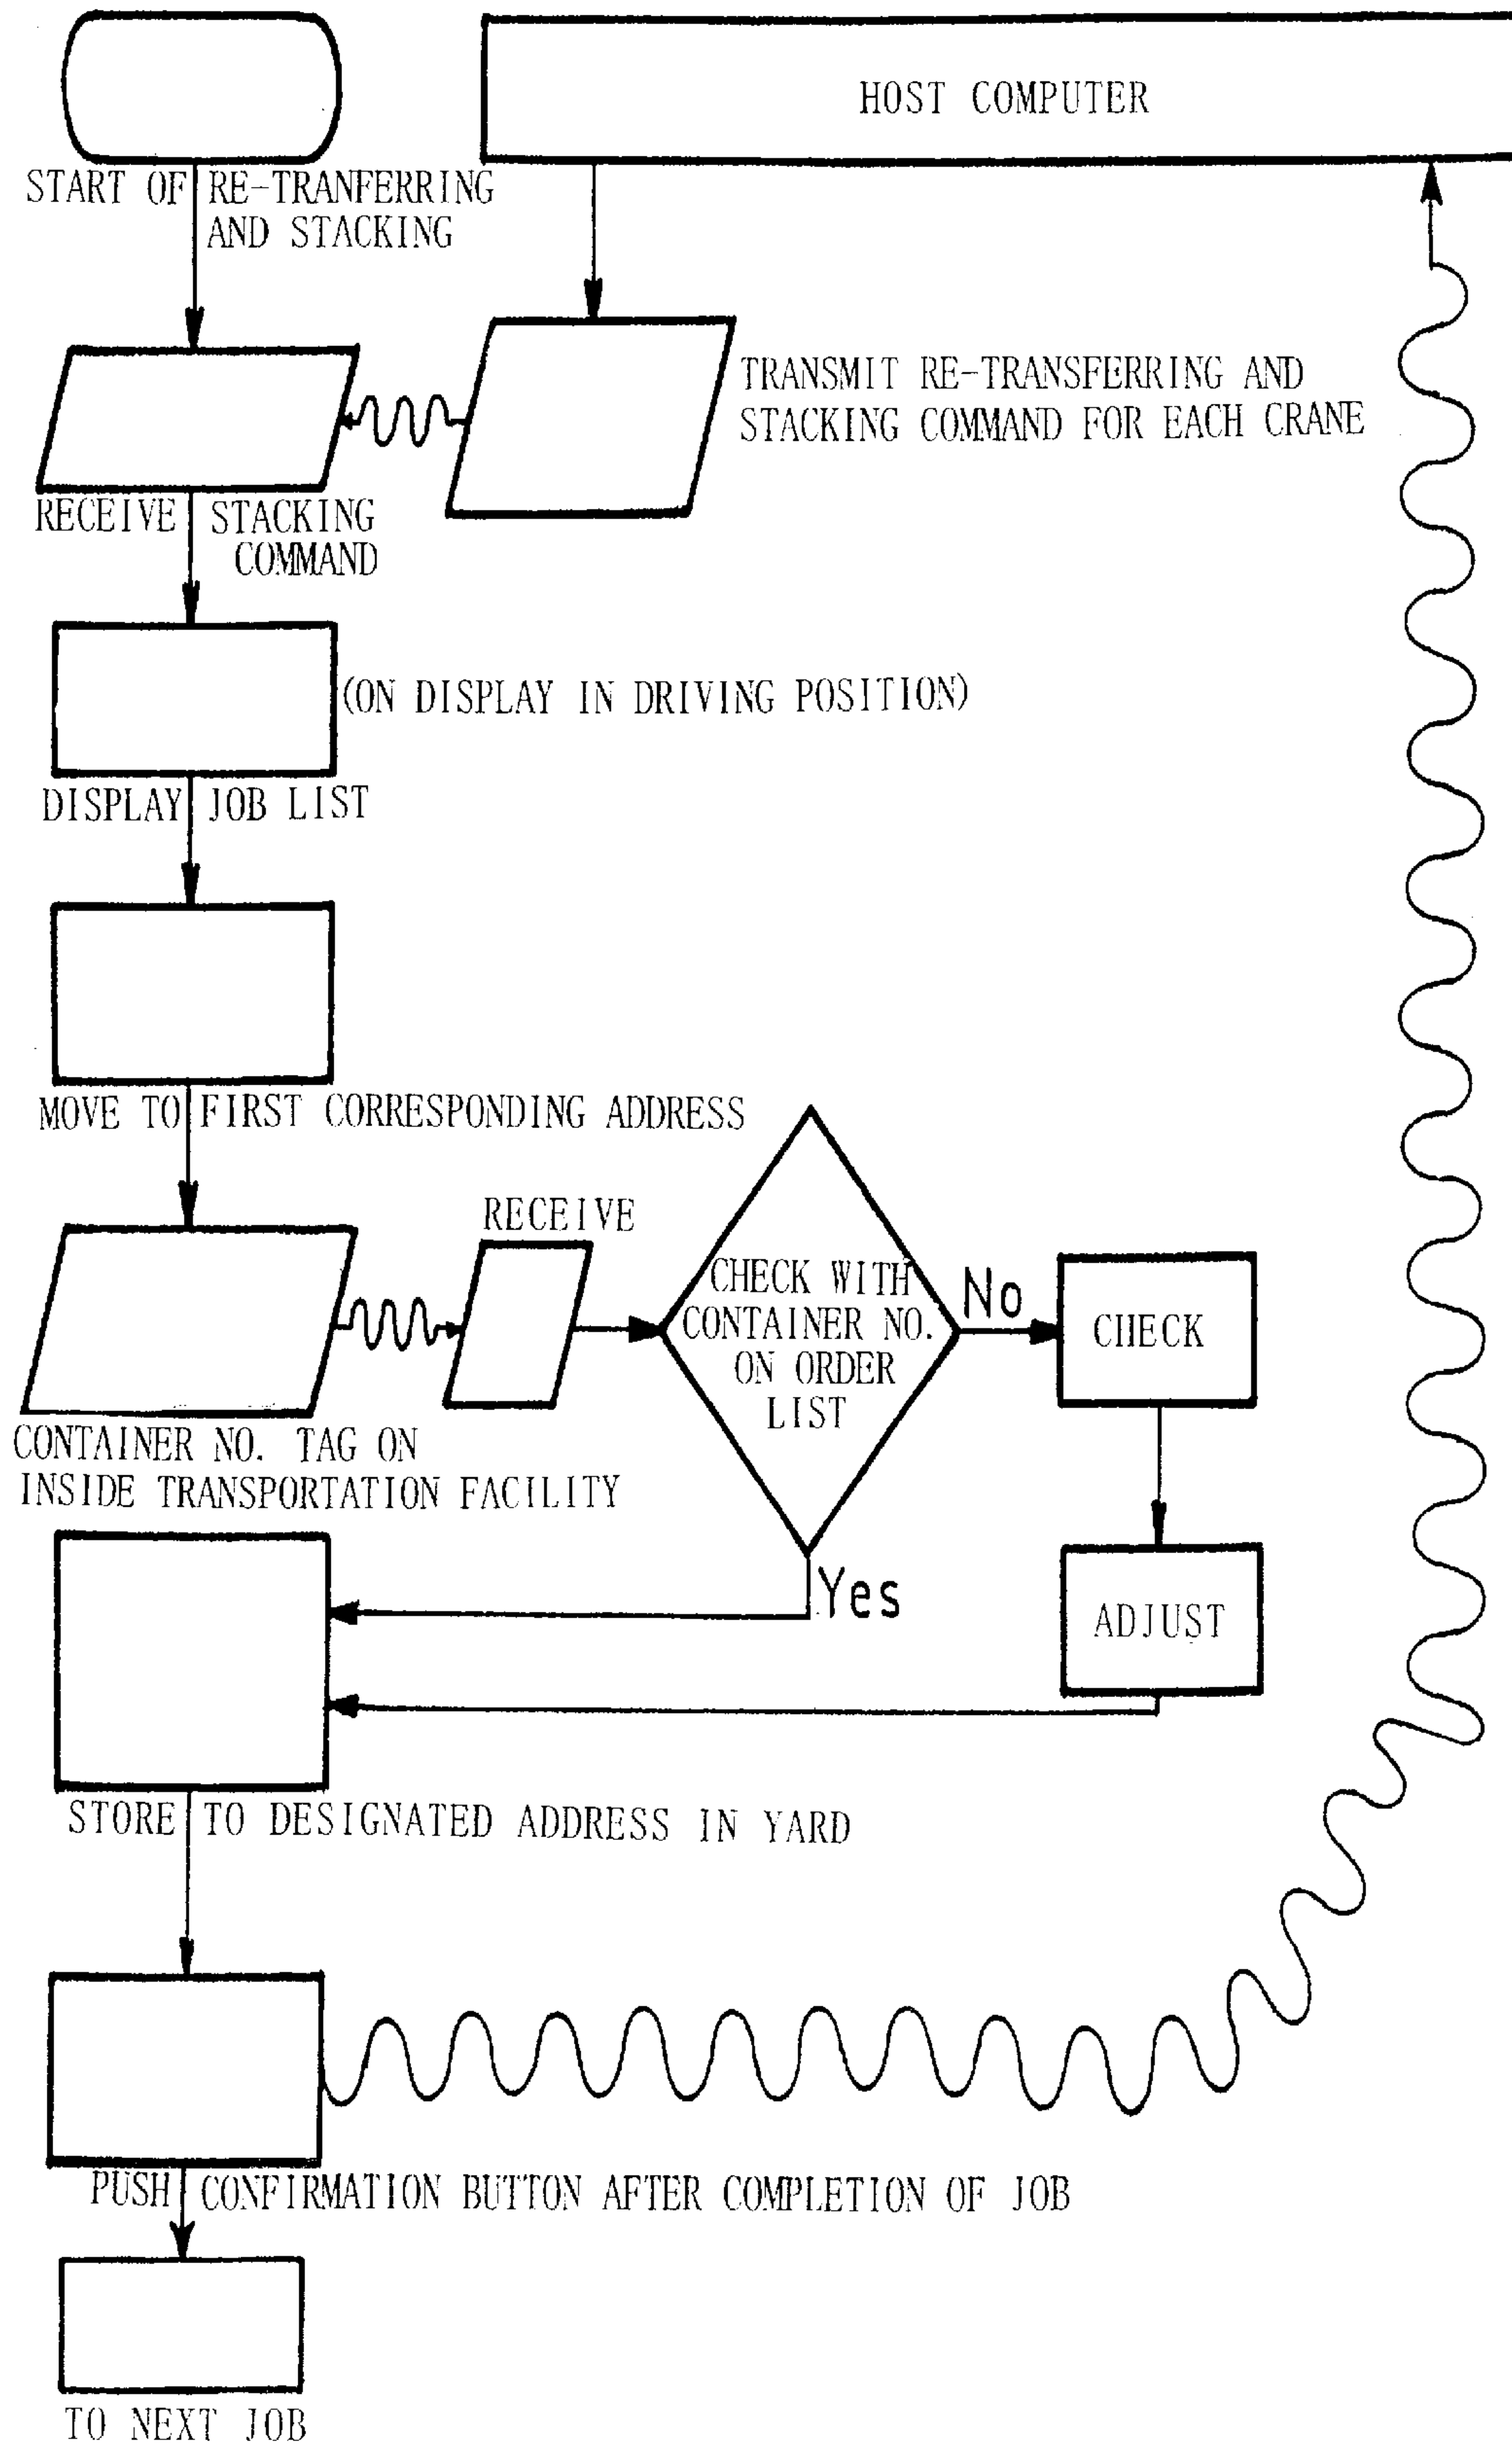 HOST COMPUTER
START OF RE-TRANFERRING
AND STACKING
TRANSMIT RE-TRANSFERRING AND
STACKING COMMAND FOR EACH CRANE
RECEIVE STACKING
COMMAND
(ON DISPLAY IN DRIVING POSITION)
DISPLAY JOB LIST
MOVE TO FIRST CORRESPONDING ADDRESS
RECEIVE
CHECK WITH
CONTAINER NO.
ON ORDER
LIST
No
CHECK
CONTAINER NO. TAG ON
INSIDE TRANSPORTATION FACILITY
Yes
ADJUST
STORE TO DESIGNATED ADDRESS IN YARD
PUSH CONFIRMATION BUTTON AFTER COMPLETION OF JOB
TO NEXT JOB